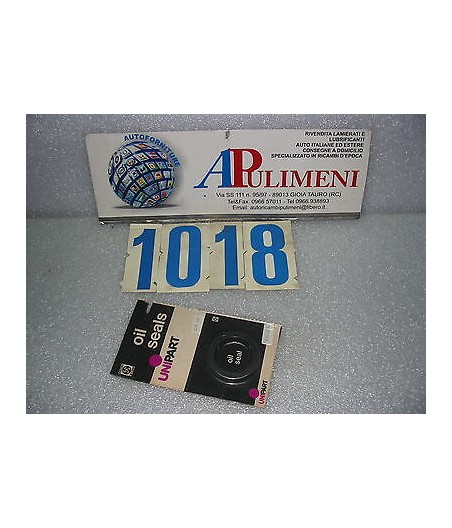 AUTOFORNITURE
APULIMENI
RIVENDITA LAMIERATI E
LUBRIFICANTI
AUTO ITALIANE ED ESTERE
CONSEGNE A DOMICILIO
SPECIALIZZATO IN RICAMBI D'EPOCA
Via SS 111 n. 95/97 - 89013 GIOIA TAURO (RC)
Tel&Fax. 0966 57011 - Tel 0966.938893
Email: autoricambipulimeni@libero.it
1018
oil
seals
UNIPART
oil
seal